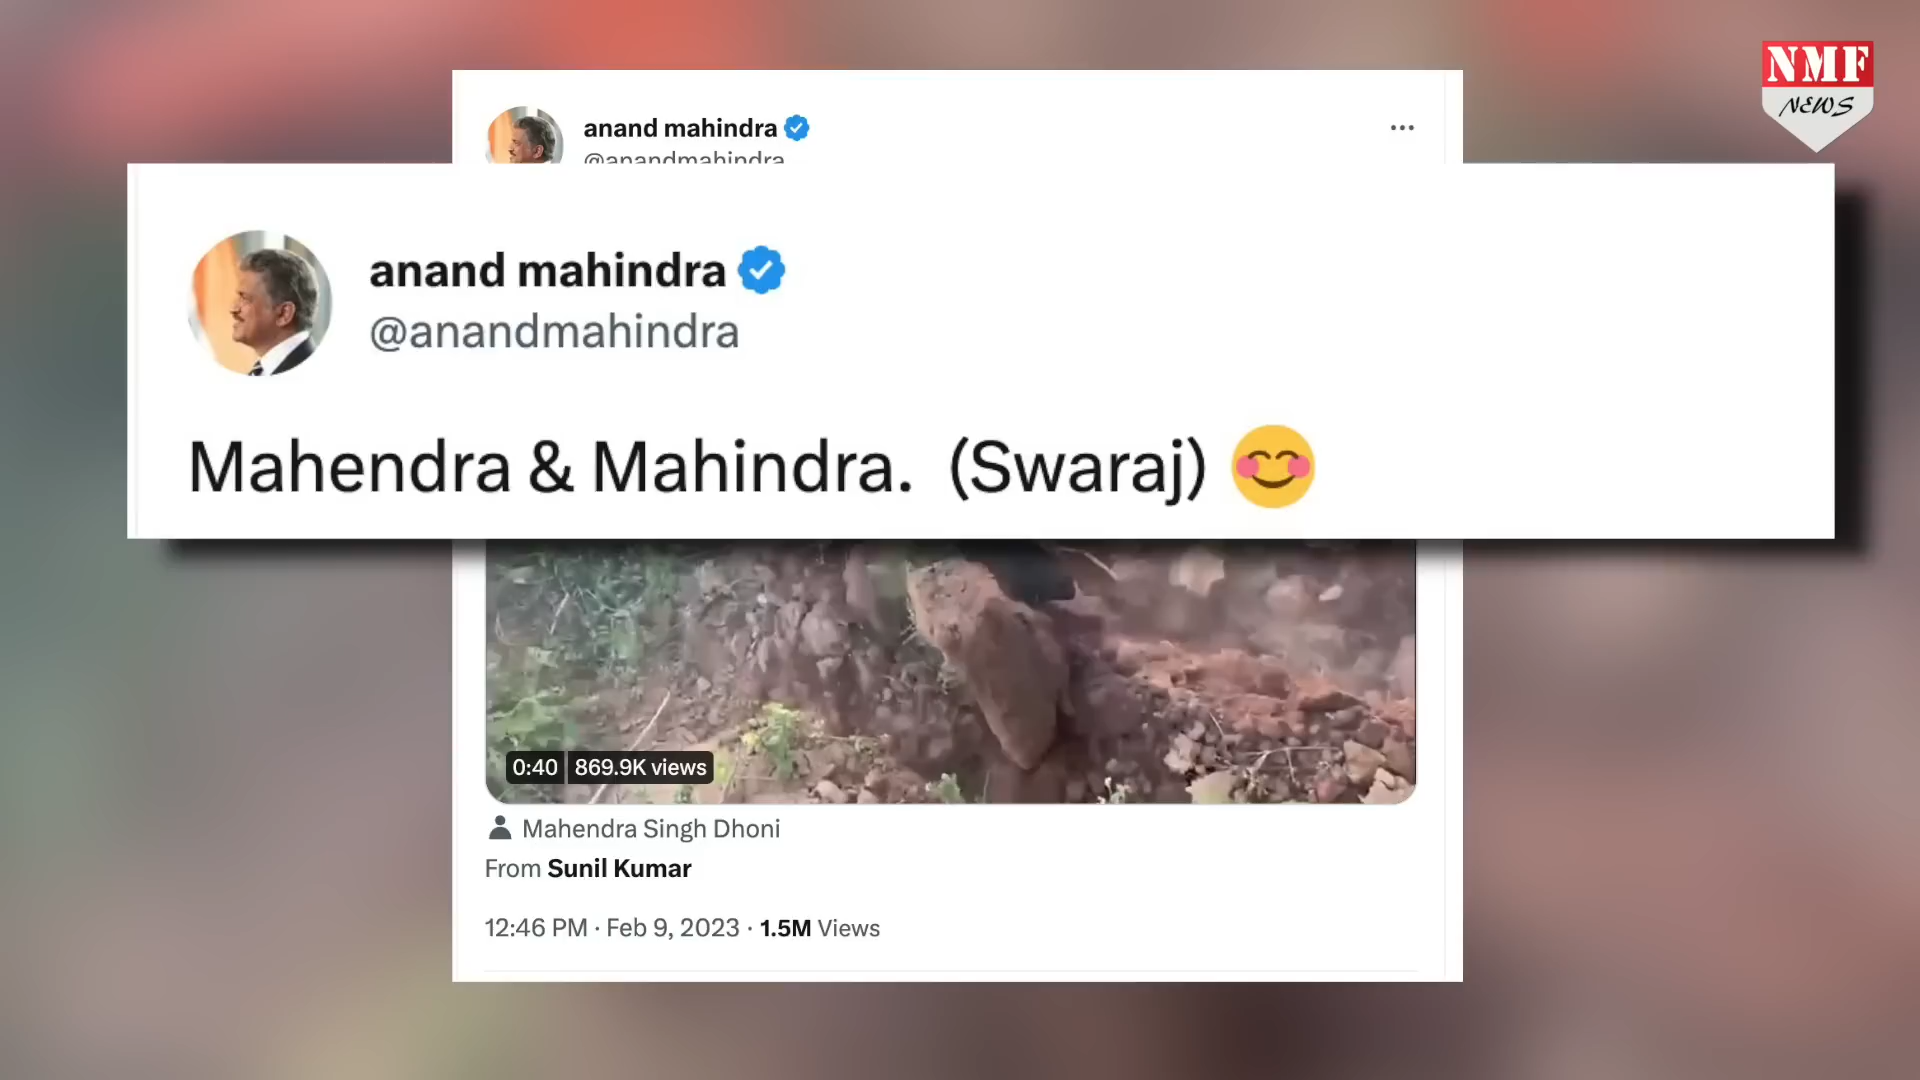 NMF
NEWS
anand mahindra
@anandmahindra
anand mahindra
@anandmahindra
Mahendra & Mahindra. (Swaraj) 😊
0:40 869.9K views
Mahendra Singh Dhoni
From Sunil Kumar
12:46 PM · Feb 9, 2023 · 1.5M Views